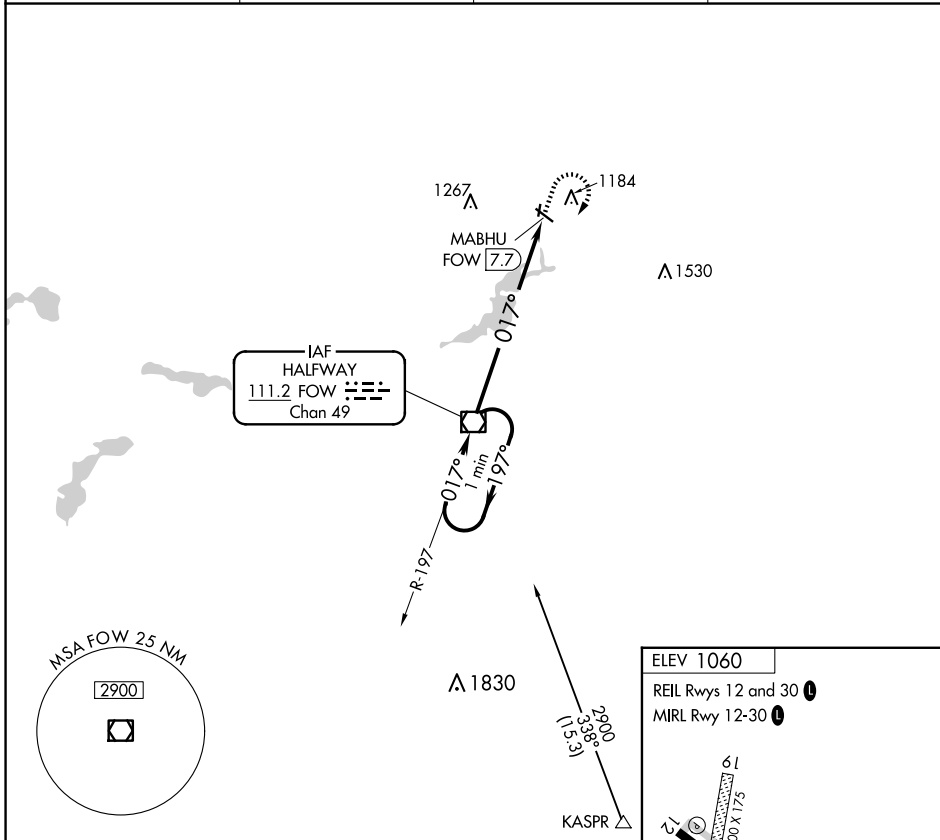 1267
1184
MABHU
FOW 7.7
1530
017°
IAF
HALFWAY
111.2 FOW
Chan 49
017°
1 min
197°
R-197
MSA FOW 25 NM
2900
1830
2900
338°
(15.3)
KASPR
ELEV 1060
REIL Rwys 12 and 30 L
MIRL Rwy 12-30 L
19
12
P
00 X 175